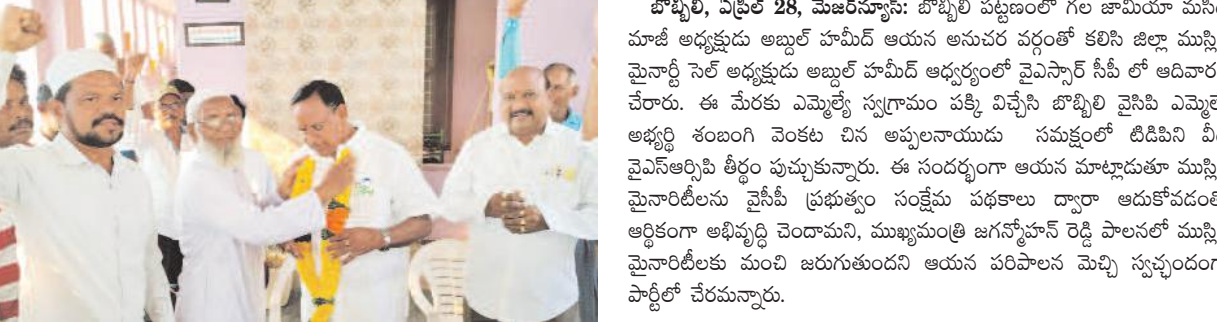 బొబ్బిలి, ఏప్రిల్ 28, మేజర్‌న్యూస్: బొబ్బిలి పట్టణంలో గల జామియా మసీ
మాజీ అధ్యక్షుడు అబ్దుల్ హమీద్ ఆయన అనుచర వర్గంతో కలిసి జిల్లా ముస్లి
మైనార్టీ సెల్ అధ్యక్షుడు అబ్దుల్ హమీద్ ఆధ్వర్యంలో వైఎస్సార్ సీపీ లో ఆదివార
చేరారు. ఈ మేరకు ఎమ్మెల్యే స్వగ్రామం పక్కి విచ్చేసి బొబ్బిలి వైసిపి ఎమ్మెల్
అభ్యర్థి శంబంగి వెంకట చిన అప్పలనాయుడు సమక్షంలో టిడిపిని వీ
వైఎస్ఆర్సిపి తీర్థం పుచ్చుకున్నారు. ఈ సందర్భంగా ఆయన మాట్లాడుతూ ముస్లి
మైనారిటీలను వైసీపీ ప్రభుత్వం సంక్షేమ పథకాలు ద్వారా ఆదుకోవడంత
ఆర్థికంగా అభివృద్ధి చెందామని, ముఖ్యమంత్రి జగన్మోహన్ రెడ్డి పాలనలో ముస్లి
మైనారిటీలకు మంచి జరుగుతుందని ఆయన పరిపాలన మెచ్చి స్వచ్ఛందంగ
పార్టీలో చేరమన్నారు.